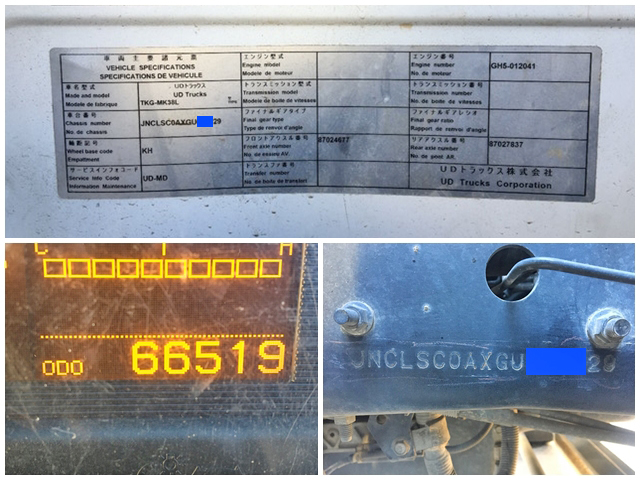 車両主要諸元票
VEHICLE SPECIFICATIONS
SPECIFICATIONS DE VEHICULE
車名型式
Make and model
Modele de fabrique
UDトラックス
UD Trucks
TKG-MK38L
車台番号
Chassis number
No. de chassis
JNCLSC0AXGU 29
軸距記号
Wheel base code
Empattment
KH
サービスインフォコード
Service Info Code
Information Maintenance
UD-MD
エンジン型式
Engine model
Modele de moteur
トランスミッション型式
Transmission model
Modele de boite de vitesses
ファイナルギアタイプ
Final gear type
Type de renvoi d'angle
フロントアクスル番号
Front axle number
No. de essieu AV.
87024677
トランスファ番号
Transfer number
No. de boite de transfert
エンジン番号
Engine number
No. de moteur
GH5-012041
トランスミッション番号
Transmission number
No. de boite de vitesses
ファイナルギアレシオ
Final gear ratio
Rapport de renvoi d'angle
リアアクスル番号
Rear axle number
No. de pont AR.
87027837
UDトラックス株式会社
UD Trucks Corporation
C T H
ODO 66519
JNCLSC0AXGU 29